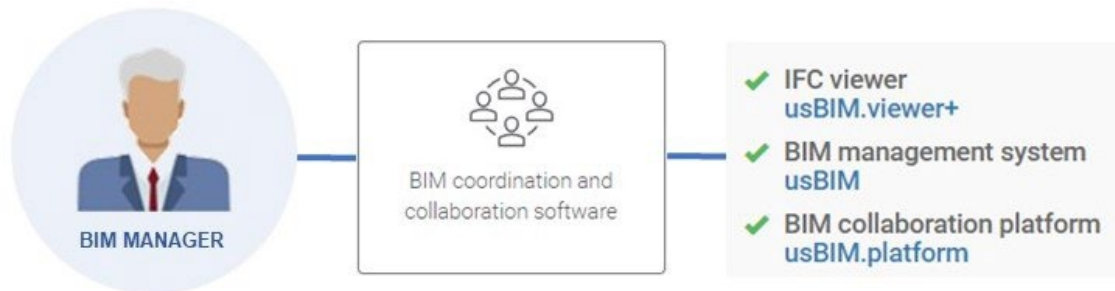 BIM MANAGER
BIM coordination and
collaboration software
IFC viewer
usBIM.viewer+
BIM management system
usBIM
BIM collaboration platform
usBIM.platform